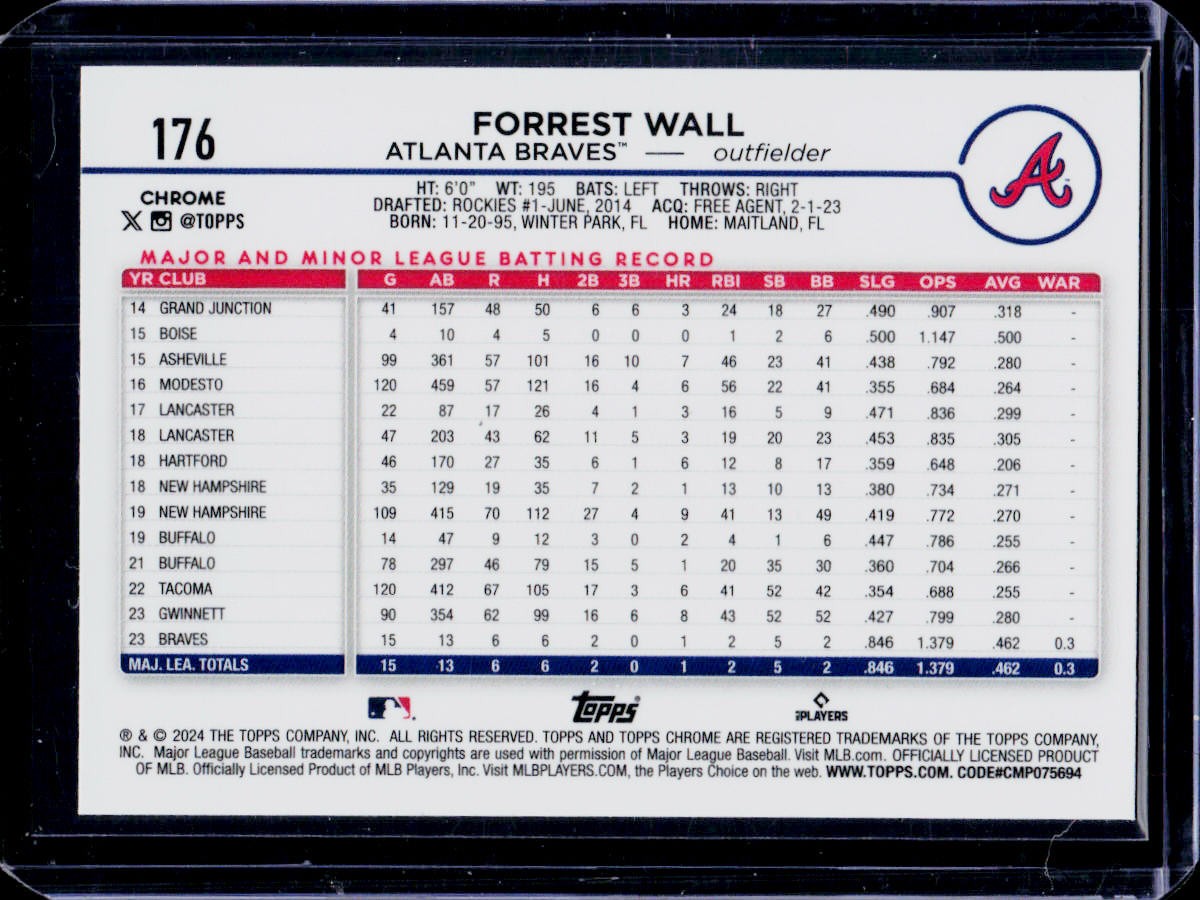 176
FORREST WALL
ATLANTA BRAVES™ — outfielder
A
CHROME
X @TOPPS
HT: 6'0" WT: 195 BATS: LEFT THROWS: RIGHT
DRAFTED: ROCKIES #1-JUNE, 2014 ACQ: FREE AGENT, 2-1-23
BORN: 11-20-95, WINTER PARK, FL HOME: MAITLAND, FL
MAJOR AND MINOR LEAGUE BATTING RECORD
YR CLUB G AB R H 2B 3B HR RBI SB BB SLG OPS AVG WAR
14 GRAND JUNCTION 41 157 48 50 6 6 3 24 18 27 .490 .907 .318 -
15 BOISE 4 10 4 5 0 0 0 1 2 6 .500 1.147 .500 -
15 ASHEVILLE 99 361 57 101 16 10 7 46 23 41 .438 .792 .280 -
16 MODESTO 120 459 57 121 16 4 6 56 22 41 .355 .684 .264 -
17 LANCASTER 22 87 17 26 4 1 3 16 5 9 .471 .836 .299 -
18 LANCASTER 47 203 43 62 11 5 3 19 20 23 .453 .835 .305 -
18 HARTFORD 46 170 27 35 6 1 6 12 8 17 .359 .648 .206 -
18 NEW HAMPSHIRE 35 129 19 35 7 2 1 13 10 13 .380 .734 .271 -
19 NEW HAMPSHIRE 109 415 70 112 27 4 9 41 13 49 .419 .772 .270 -
19 BUFFALO 14 47 9 12 3 0 2 4 1 6 .447 .786 .255 -
21 BUFFALO 78 297 46 79 15 5 1 20 35 30 .360 .704 .266 -
22 TACOMA 120 412 67 105 17 3 6 41 52 42 .354 .688 .255 -
23 GWINNETT 90 354 62 99 16 6 8 43 52 52 .427 .799 .280 -
23 BRAVES 15 13 6 6 2 0 1 2 5 2 .846 1.379 .462 0.3
MAJ. LEA. TOTALS 15 13 6 6 2 0 1 2 5 2 .846 1.379 .462 0.3
Topps® PLAYERS
® & © 2024 THE TOPPS COMPANY, INC. ALL RIGHTS RESERVED. TOPPS AND TOPPS CHROME ARE REGISTERED TRADEMARKS OF THE TOPPS COMPANY,
INC. Major League Baseball trademarks and copyrights are used with permission of Major League Baseball. Visit MLB.com. OFFICIALLY LICENSED PRODUCT
OF MLB. Officially Licensed Product of MLB Players, Inc. Visit MLBPLAYERS.COM, the Players Choice on the web. WWW.TOPPS.COM. CODE#CMP075694